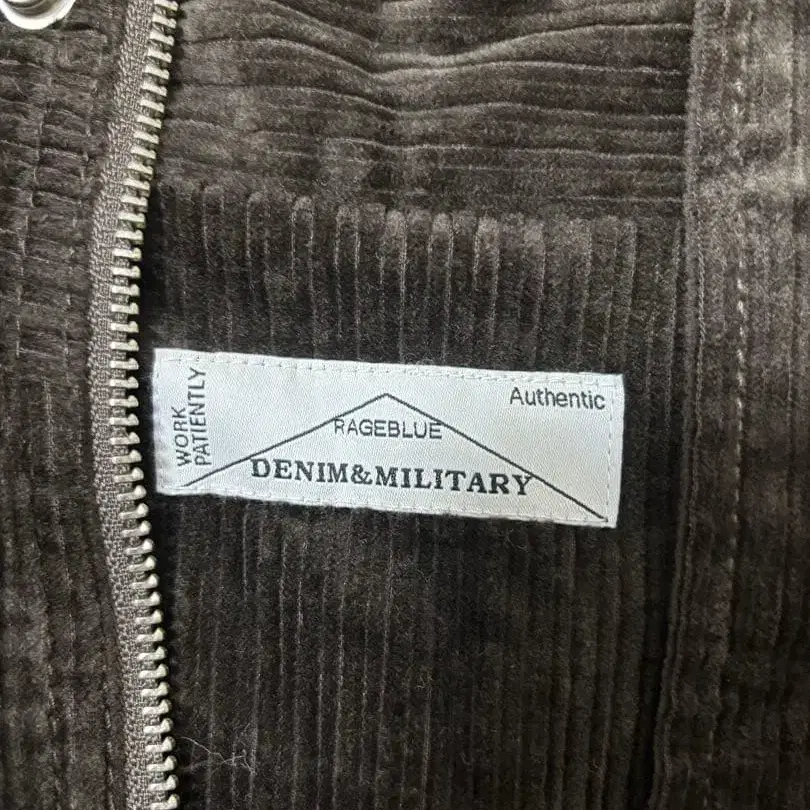 WORK
PATIENTLY
Authentic
RAGEBLUE
DENIM&MILITARY